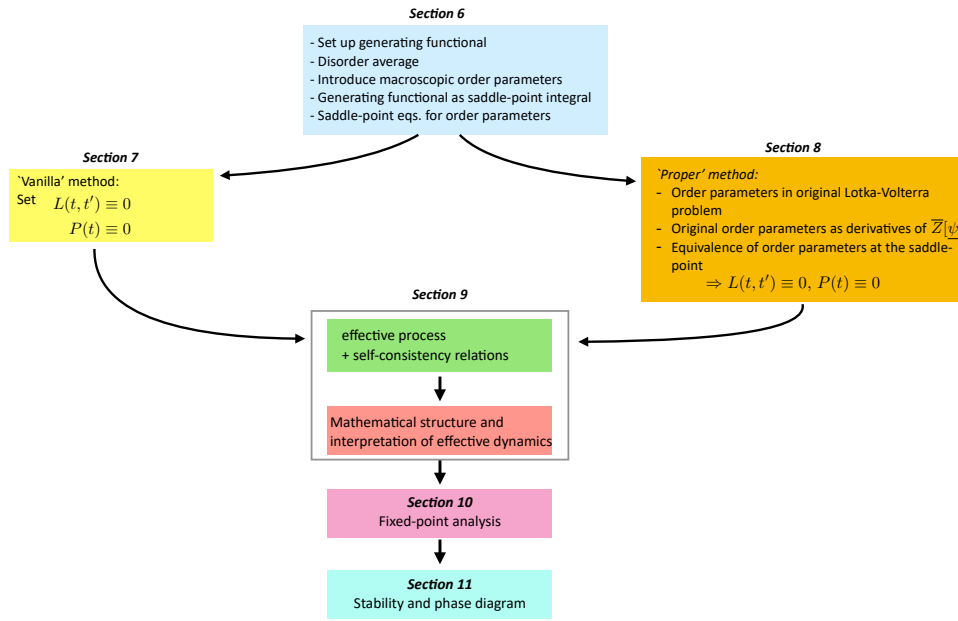 Section 6
- Set up generating functional
- Disorder average
- Introduce macroscopic order parameters
- Generating functional as saddle-point integral
- Saddle-point eqs. for order parameters
Section 7
`Vanilla' method:
Set L(t, t′) ≡ 0
P(t) ≡ 0
Section 8
`Proper' method:
- Order parameters in original Lotka-Volterra
problem
- Original order parameters as derivatives of Z̅[ψ
- Equivalence of order parameters at the saddle-
point
⇒ L(t, t′) ≡ 0, P(t) ≡ 0
Section 9
effective process
+ self-consistency relations
Mathematical structure and
interpretation of effective dynamics
Section 10
Fixed-point analysis
Section 11
Stability and phase diagram